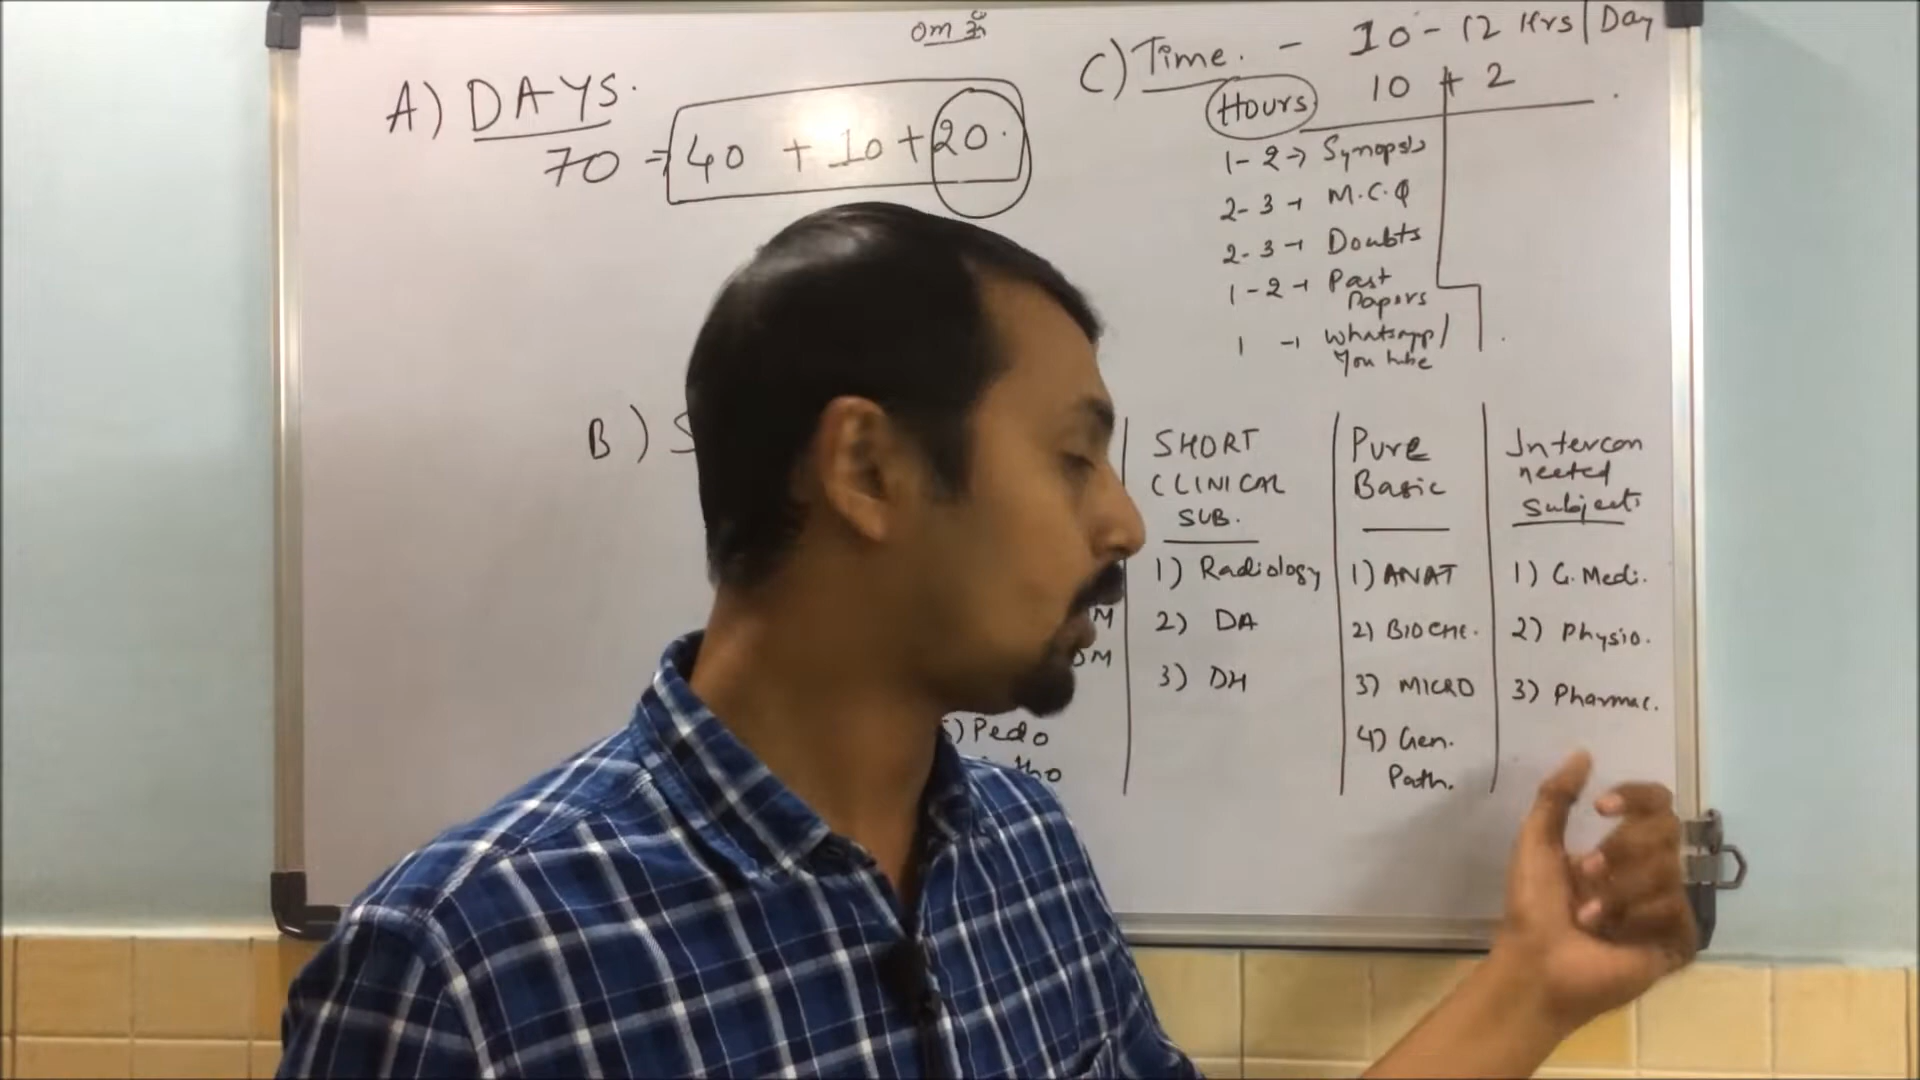 om ॐ
A) DAYS.
70 = 40 + 10 + 20.
C) Time. - 10 - 12 Hrs / Day
Hours 10 + 2
1 - 2 → Synopsis
2 - 3 → M.C.Q
2 - 3 → Doubts
1 - 2 → Past
Papers
1 → Whatsapp /
You tube
B) S
5) Pedo
tho
SHORT
CLINICAL
SUB.
1) Radiology
2) DA
3) DH
Pure
Basic
1) ANAT
2) BIOCHE.
3) MICRO
4) Gen.
Path.
Intercon
nected
Subjects
1) G. Medi.
2) Physio.
3) Pharmac.